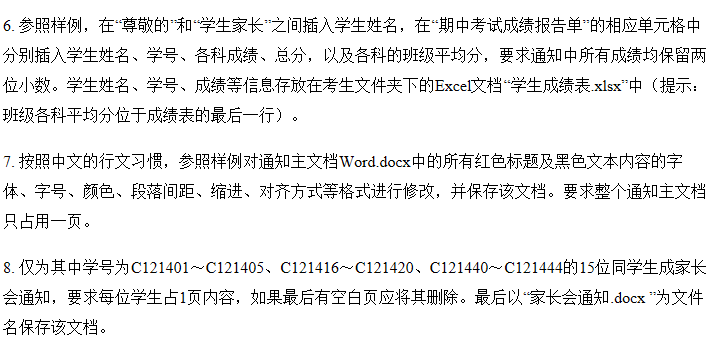 6. 参照样例，在“尊敬的”和“学生家长”之间插入学生姓名，在“期中考试成绩报告单”的相应单元格中
分别插入学生姓名、学号、各科成绩、总分，以及各科的班级平均分，要求通知中所有成绩均保留两
位小数。学生姓名、学号、成绩等信息存放在考生文件夹下的Excel文档“学生成绩表.xlsx”中（提示：
班级各科平均分位于成绩表的最后一行）。
7. 按照中文的行文习惯，参照样例对通知主文档Word.docx中的所有红色标题及黑色文本内容的字
体、字号、颜色、段落间距、缩进、对齐方式等格式进行修改，并保存该文档。要求整个通知主文档
只占用一页。
8. 仅为其中学号为C121401～C121405、C121416～C121420、C121440～C121444的15位同学生成家长
会通知，要求每位学生占1页内容，如果最后有空白页应将其删除。最后以“家长会通知.docx ”为文件
名保存该文档。